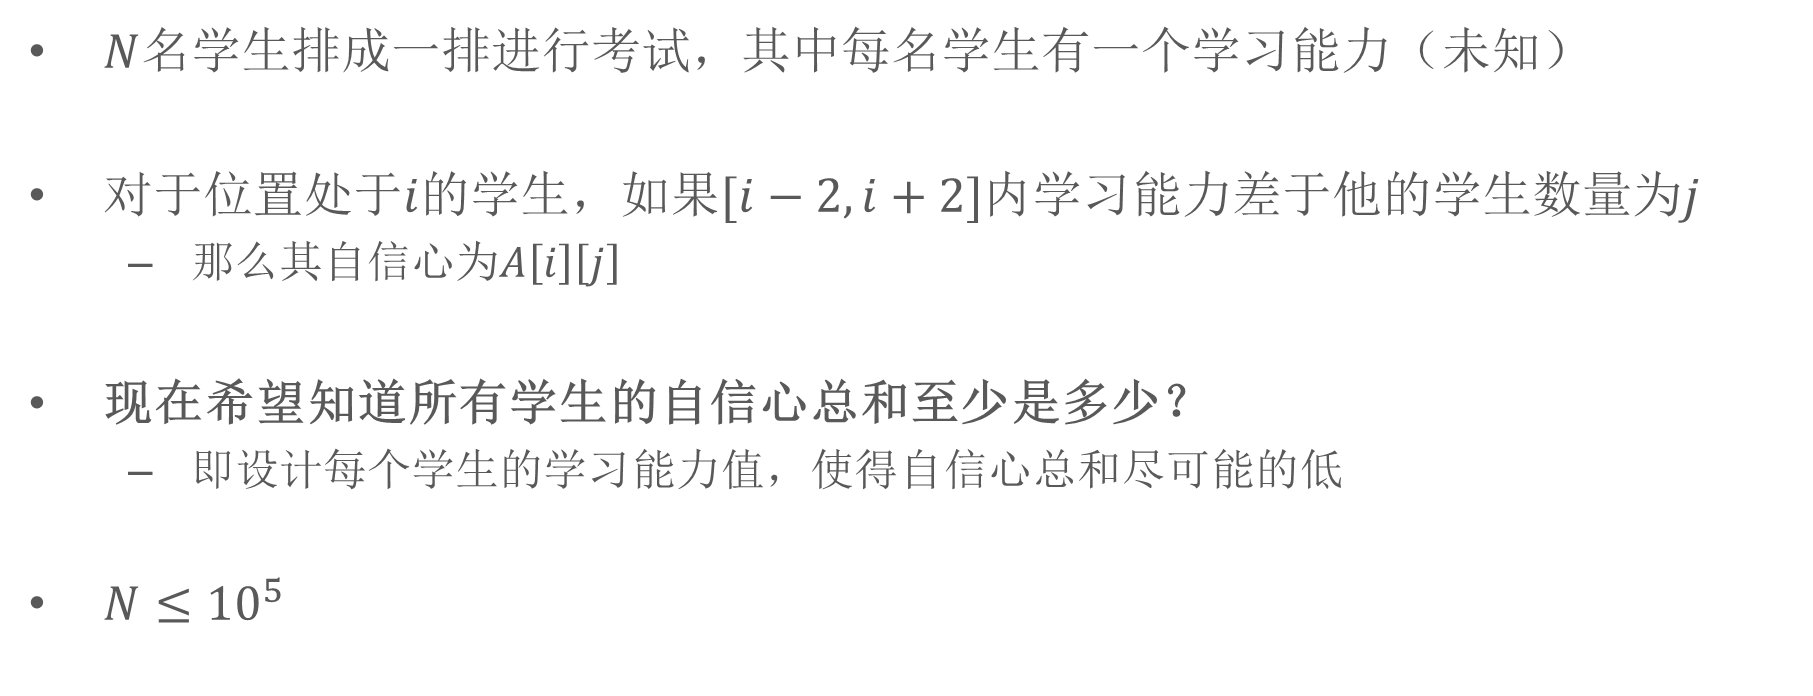 • N名学生排成一排进行考试，其中每名学生有一个学习能力（未知）
• 对于位置处于i的学生，如果[i − 2, i + 2]内学习能力差于他的学生数量为j
– 那么其自信心为A[i][j]
• 现在希望知道所有学生的自信心总和至少是多少？
– 即设计每个学生的学习能力值，使得自信心总和尽可能的低
• N ≤ 10⁵